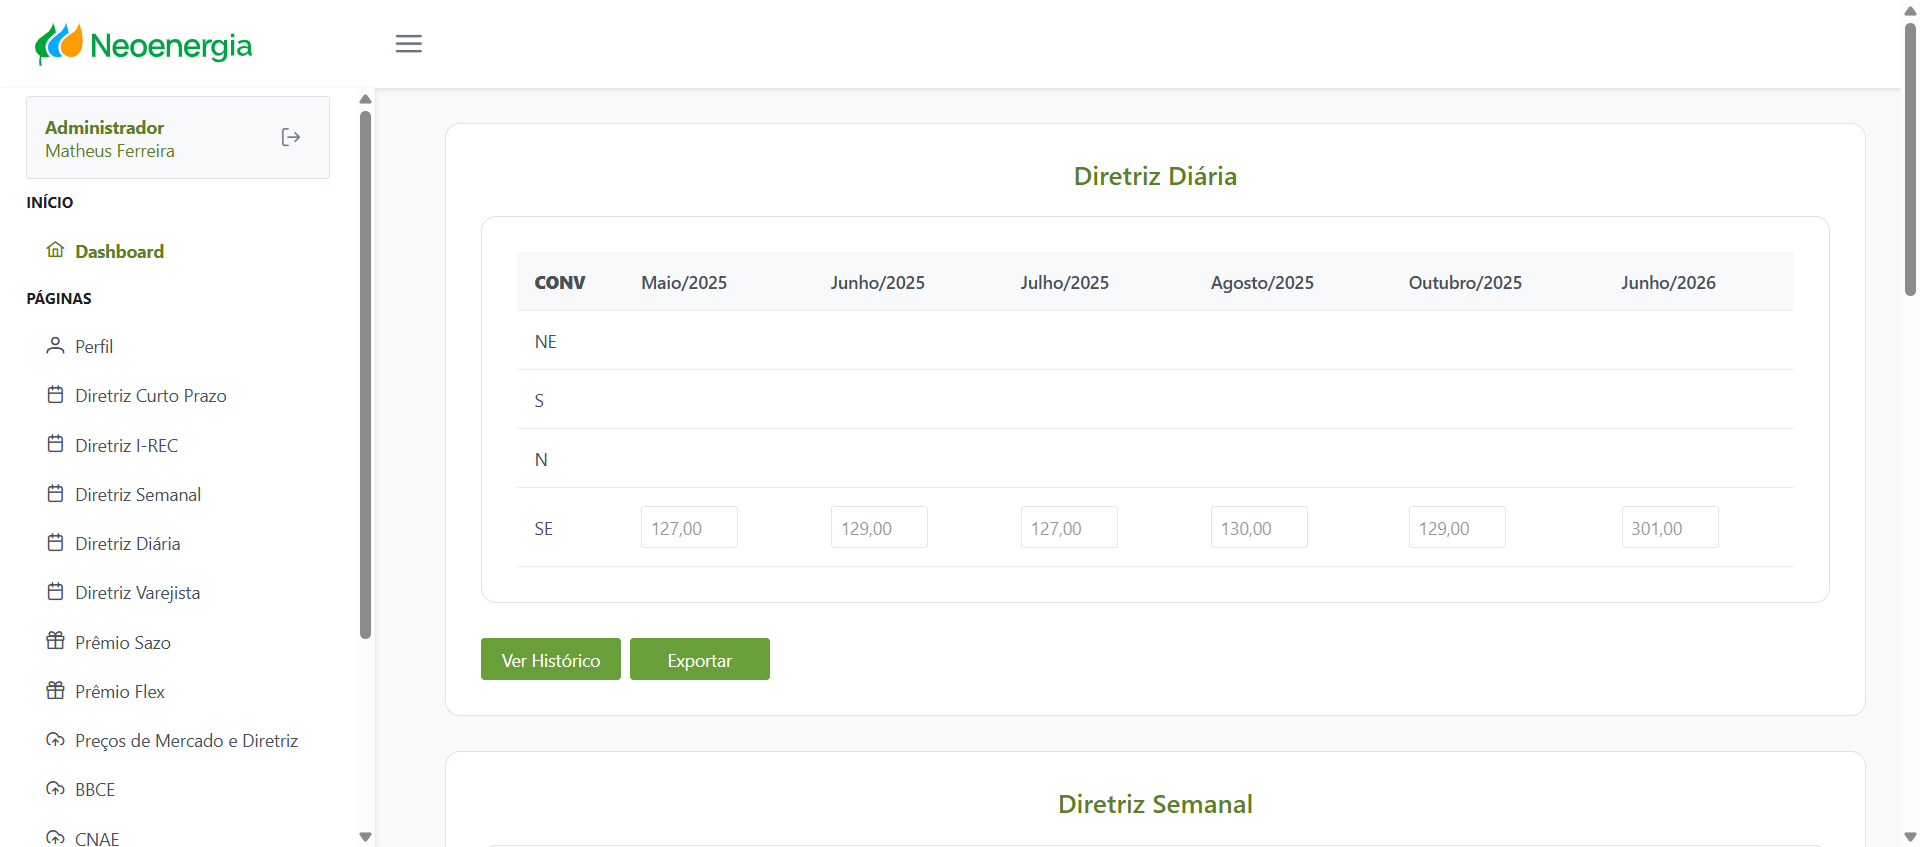 Neoenergia
Administrador
Matheus Ferreira
INÍCIO
Dashboard
PÁGINAS
Perfil
Diretriz Curto Prazo
Diretriz I-REC
Diretriz Semanal
Diretriz Diária
Diretriz Varejista
Prêmio Sazo
Prêmio Flex
Preços de Mercado e Diretriz
BBCE
CNAE
Diretriz Diária
CONV Maio/2025 Junho/2025 Julho/2025 Agosto/2025 Outubro/2025 Junho/2026
NE
S
N
SE 127,00 129,00 127,00 130,00 129,00 301,00
Ver Histórico Exportar
Diretriz Semanal